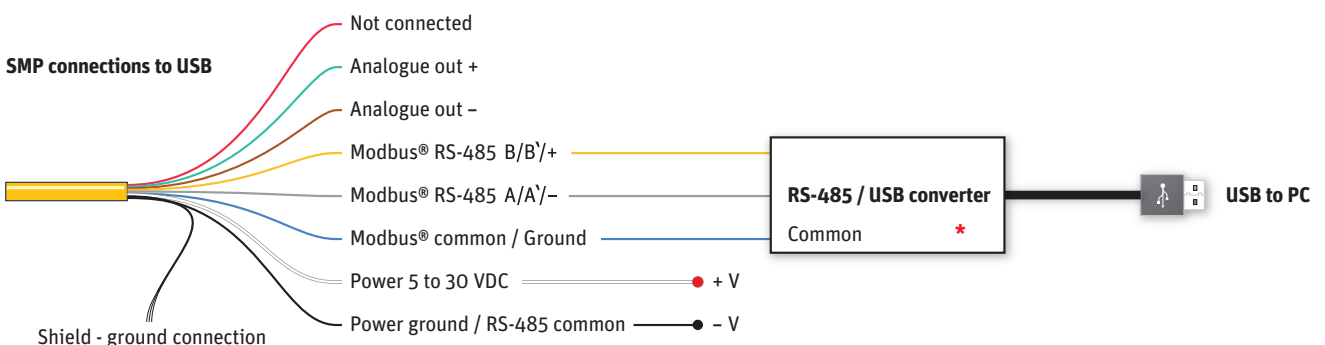 Not connected
SMP connections to USB
Analogue out +
Analogue out –
Modbus® RS-485 B/B`/+
Modbus® RS-485 A/A`/–
RS-485 / USB converter
USB to PC
Modbus® common / Ground
Common *
Power 5 to 30 VDC
+ V
Power ground / RS-485 common
– V
Shield - ground connection